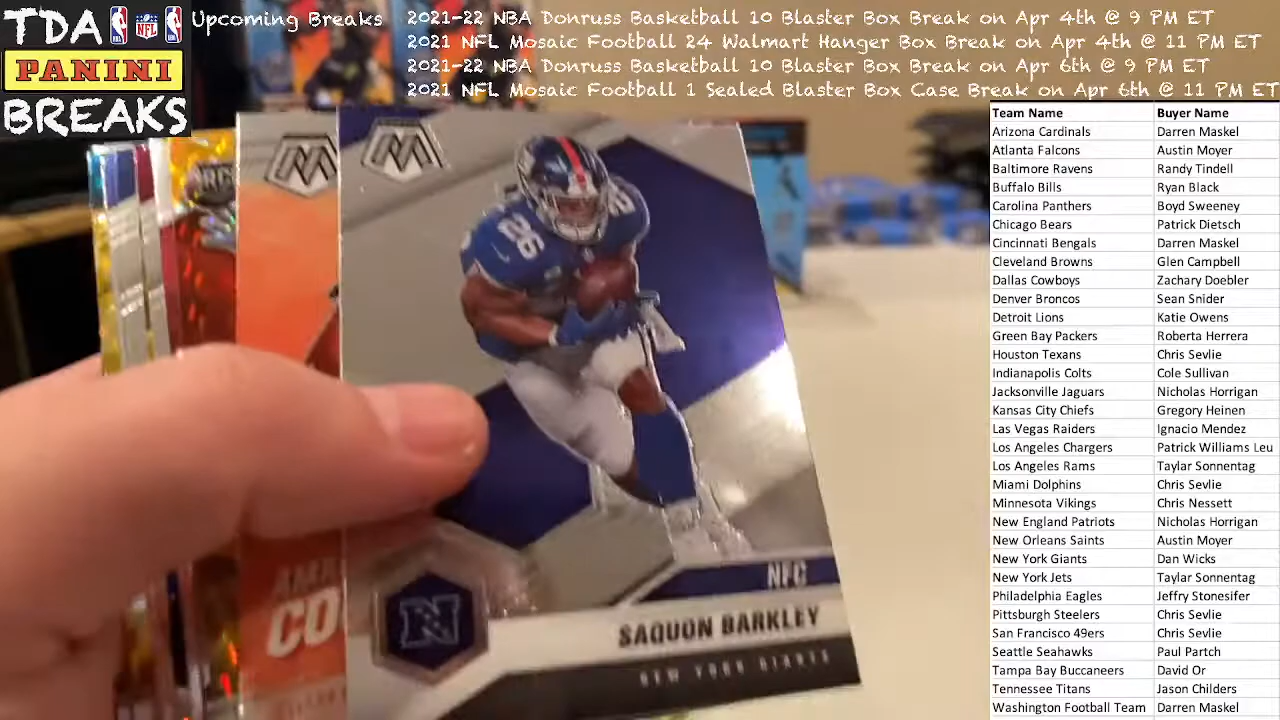 TDA
PANINI
BREAKS
Upcoming Breaks
2021-22 NBA Donruss Basketball 10 Blaster Box Break on Apr 4th @ 9 PM ET
2021 NFL Mosaic Football 24 Walmart Hanger Box Break on Apr 4th @ 11 PM ET
2021-22 NBA Donruss Basketball 10 Blaster Box Break on Apr 6th @ 9 PM ET
2021 NFL Mosaic Football 1 Sealed Blaster Box Case Break on Apr 6th @ 11 PM ET
Team Name Buyer Name
Arizona Cardinals Darren Maskel
Atlanta Falcons Austin Moyer
Baltimore Ravens Randy Tindell
Buffalo Bills Ryan Black
Carolina Panthers Boyd Sweeney
Chicago Bears Patrick Dietsch
Cincinnati Bengals Darren Maskel
Cleveland Browns Glen Campbell
Dallas Cowboys Zachary Doebler
Denver Broncos Sean Snider
Detroit Lions Katie Owens
Green Bay Packers Roberta Herrera
Houston Texans Chris Sevlie
Indianapolis Colts Cole Sullivan
Jacksonville Jaguars Nicholas Horrigan
Kansas City Chiefs Gregory Heinen
Las Vegas Raiders Ignacio Mendez
Los Angeles Chargers Patrick Williams Leu
Los Angeles Rams Taylar Sonnentag
Miami Dolphins Chris Sevlie
Minnesota Vikings Chris Nessett
New England Patriots Nicholas Horrigan
New Orleans Saints Austin Moyer
New York Giants Dan Wicks
New York Jets Taylar Sonnentag
Philadelphia Eagles Jeffry Stonesifer
Pittsburgh Steelers Chris Sevlie
San Francisco 49ers Chris Sevlie
Seattle Seahawks Paul Partch
Tampa Bay Buccaneers David Or
Tennessee Titans Jason Childers
Washington Football Team Darren Maskel
26
N
NFC
SAQUON BARKLEY
NEW YORK GIANTS
CO